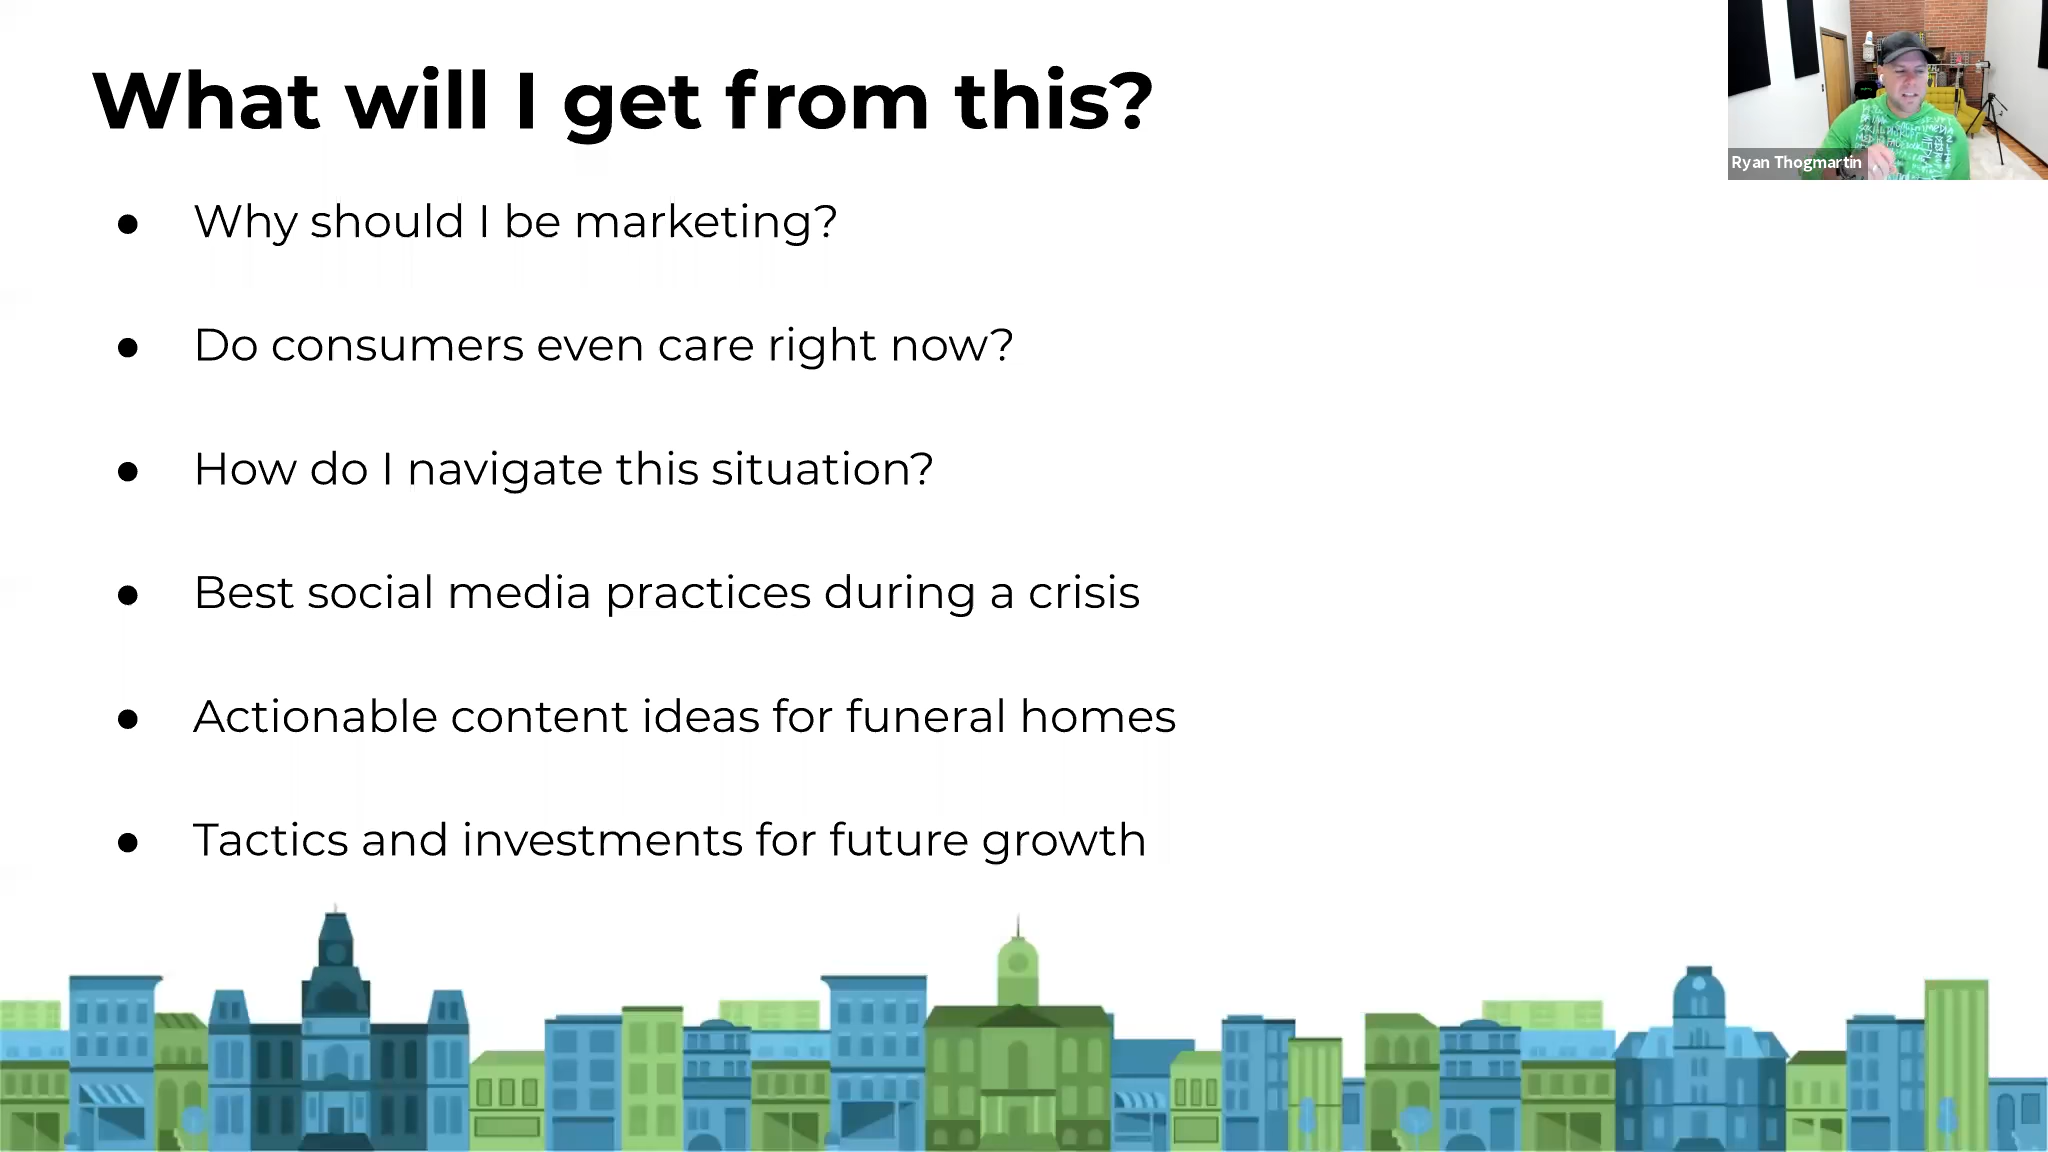 What will I get from this?
Ryan Thogmartin
● Why should I be marketing?
● Do consumers even care right now?
● How do I navigate this situation?
● Best social media practices during a crisis
● Actionable content ideas for funeral homes
● Tactics and investments for future growth